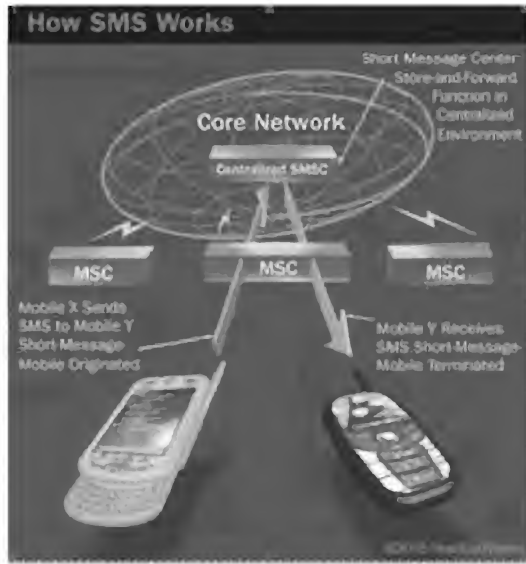 How SMS Works
Short Message Center
Store-and-Forward
Function in
Centralized
Environment
Core Network
Centralized SMSC
MSC
MSC
MSC
Mobile X Sends
SMS to Mobile Y
Short-Message
Mobile Originated
Mobile Y Receives
SMS Short-Message-
Mobile Terminated